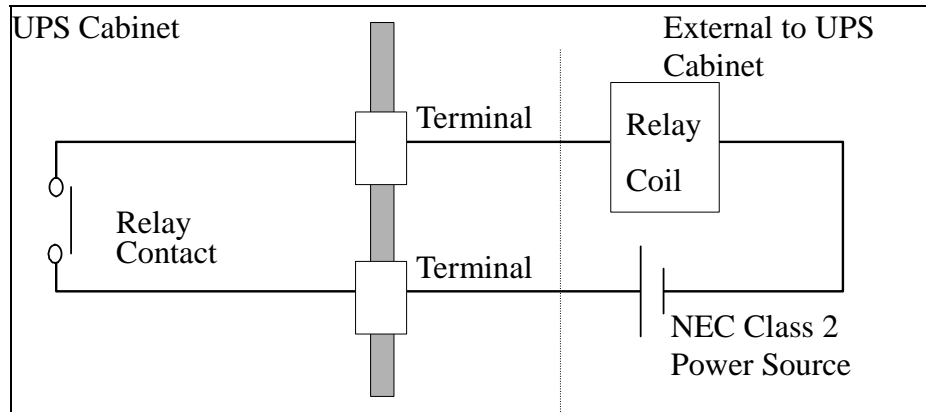 UPS Cabinet
External to UPS
Cabinet
Terminal
Relay
Coil
Relay
Contact
Terminal
NEC Class 2
Power Source